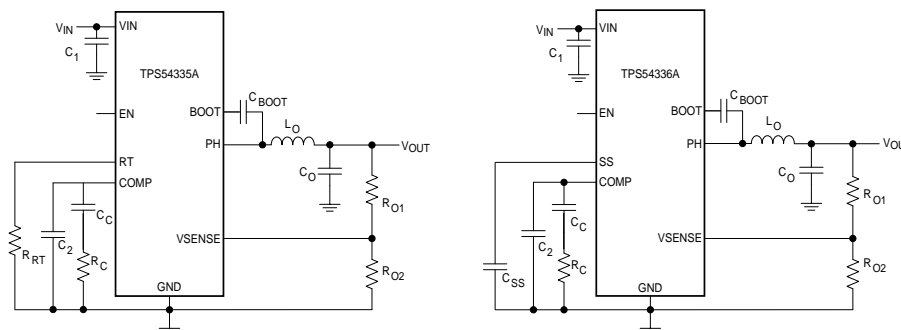 VIN
VIN
C1
TPS54335A
EN
BOOT
CBOOT
LO
PH
VOUT
RT
CO
COMP
RO1
CC
C2
RRT
RC
VSENSE
RO2
GND
VIN
VIN
C1
TPS54336A
EN
BOOT
CBOOT
LO
PH
VOU
SS
CO
COMP
RO1
CC
C2
RC
VSENSE
CSS
RO2
GND